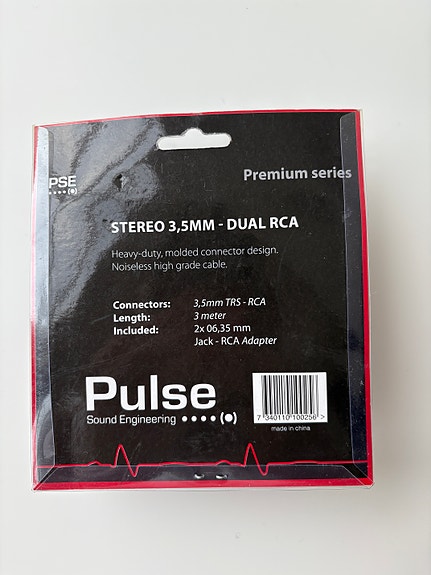 PSE
Premium series
STEREO 3,5MM - DUAL RCA
Heavy-duty, molded connector design.
Noiseless high grade cable.
Connectors: 3,5mm TRS - RCA
Length: 3 meter
Included: 2x 06,35 mm
Jack - RCA Adapter
Pulse
Sound Engineering
7 340110 100256 >
made in china